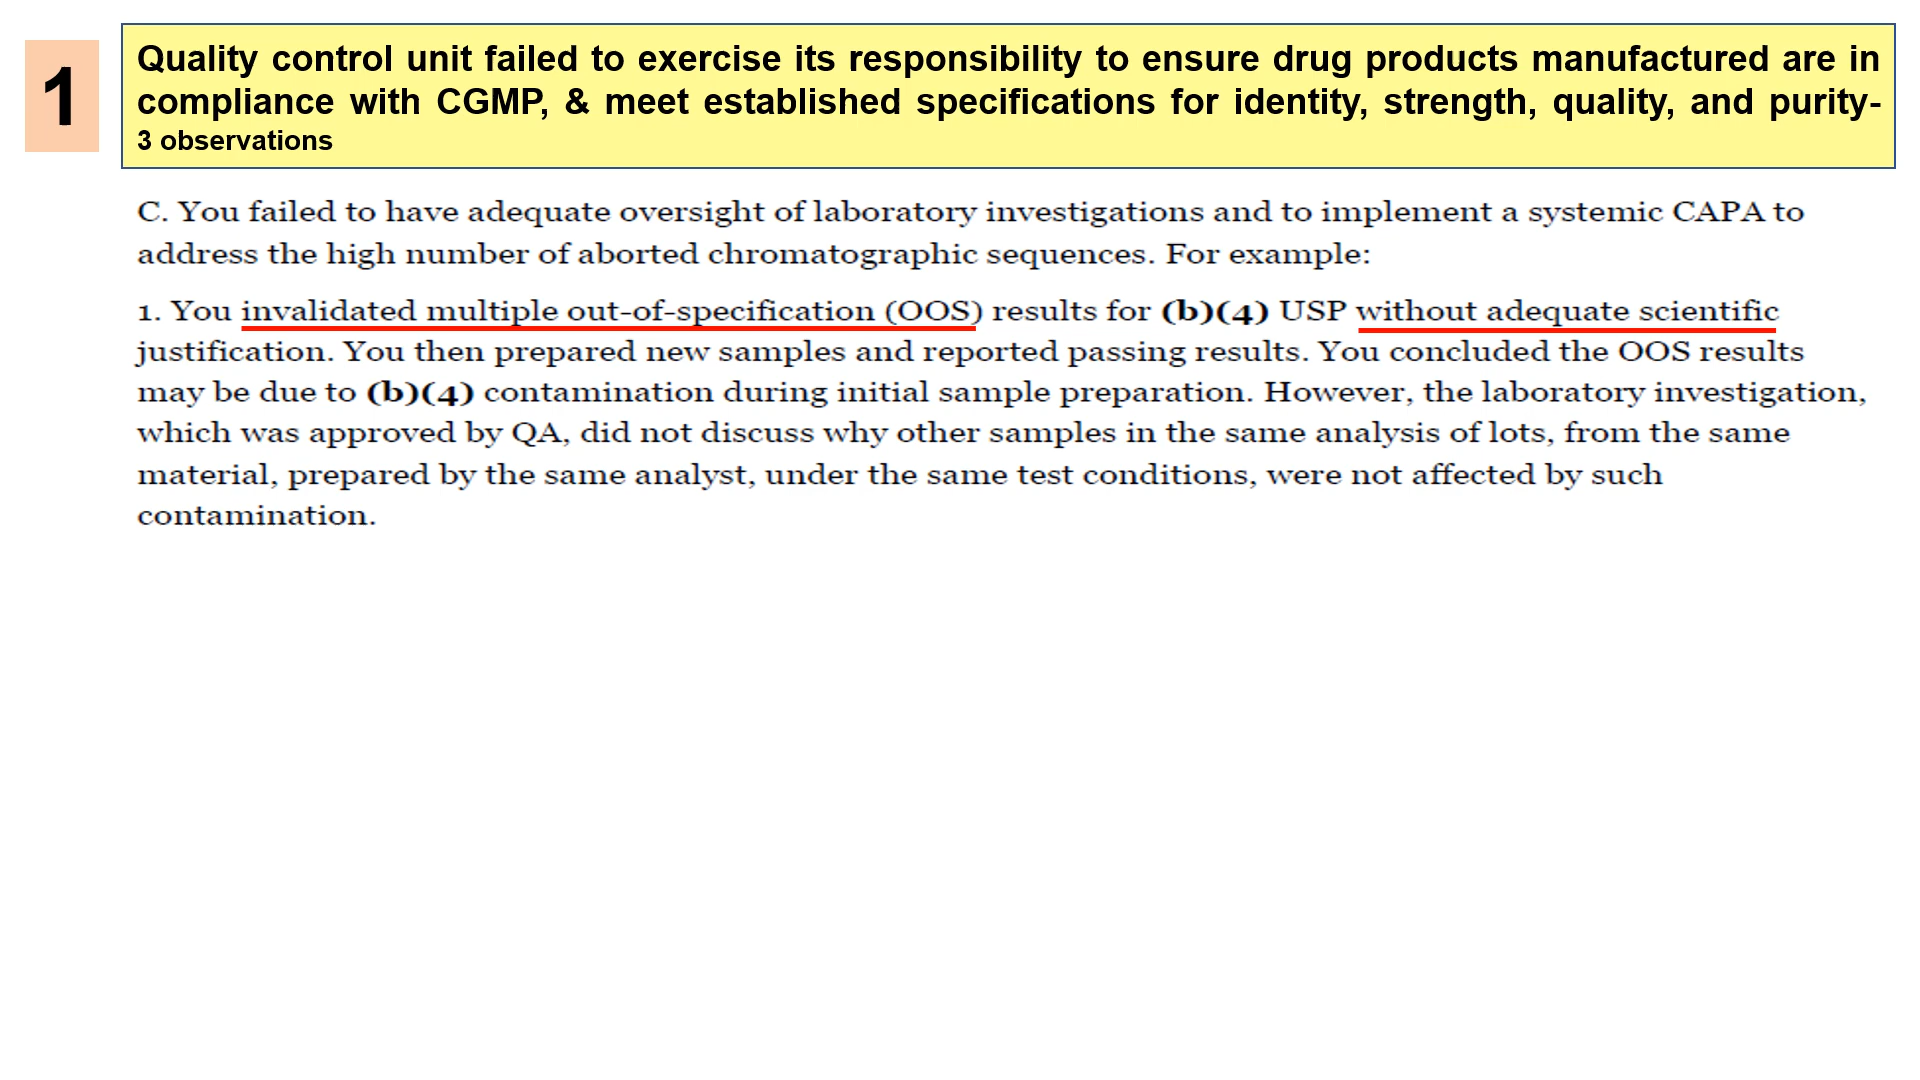 1
Quality control unit failed to exercise its responsibility to ensure drug products manufactured are in
compliance with CGMP, & meet established specifications for identity, strength, quality, and purity-
3 observations
C. You failed to have adequate oversight of laboratory investigations and to implement a systemic CAPA to
address the high number of aborted chromatographic sequences. For example:
1. You invalidated multiple out-of-specification (OOS) results for (b)(4) USP without adequate scientific
justification. You then prepared new samples and reported passing results. You concluded the OOS results
may be due to (b)(4) contamination during initial sample preparation. However, the laboratory investigation,
which was approved by QA, did not discuss why other samples in the same analysis of lots, from the same
material, prepared by the same analyst, under the same test conditions, were not affected by such
contamination.